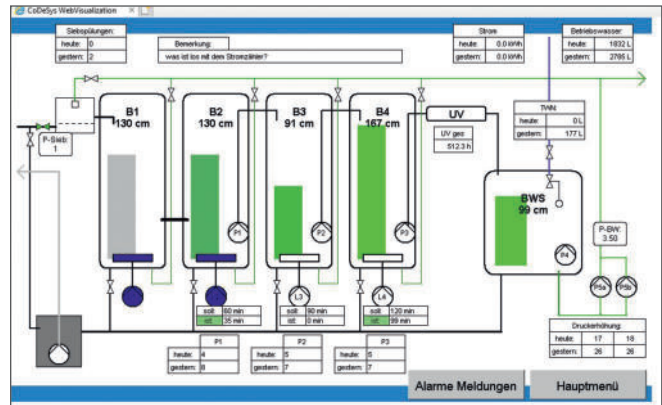 CoDeSys WebVisualization
Siebspülungen:
heute: 0
gestern: 2
Bemerkung:
was ist los mit dem Stromzähler?
Strom
heute: 0.0 kWh
gestern: 0.0 kWh
Betriebswasser:
heute: 1832 L
gestern: 2785 L
B1
130 cm
B2
130 cm
B3
91 cm
B4
167 cm
UV
UV ges:
512.3 h
TWN:
heute: 0 L
gestern: 177 L
P-Sieb:
1
BWS
99 cm
P-BW:
3.50
P1
P2
P3
P4
P5a
P5b
L3
L4
soll: 60 min
ist: 35 min
soll: 90 min
ist: 0 min
soll: 120 min
ist: 99 min
P1
heute: 4
gestern: 8
P2
heute: 5
gestern: 7
P3
heute: 5
gestern: 7
Druckerhöhung:
heute: 17 18
gestern: 26 26
Alarme Meldungen
Hauptmenü